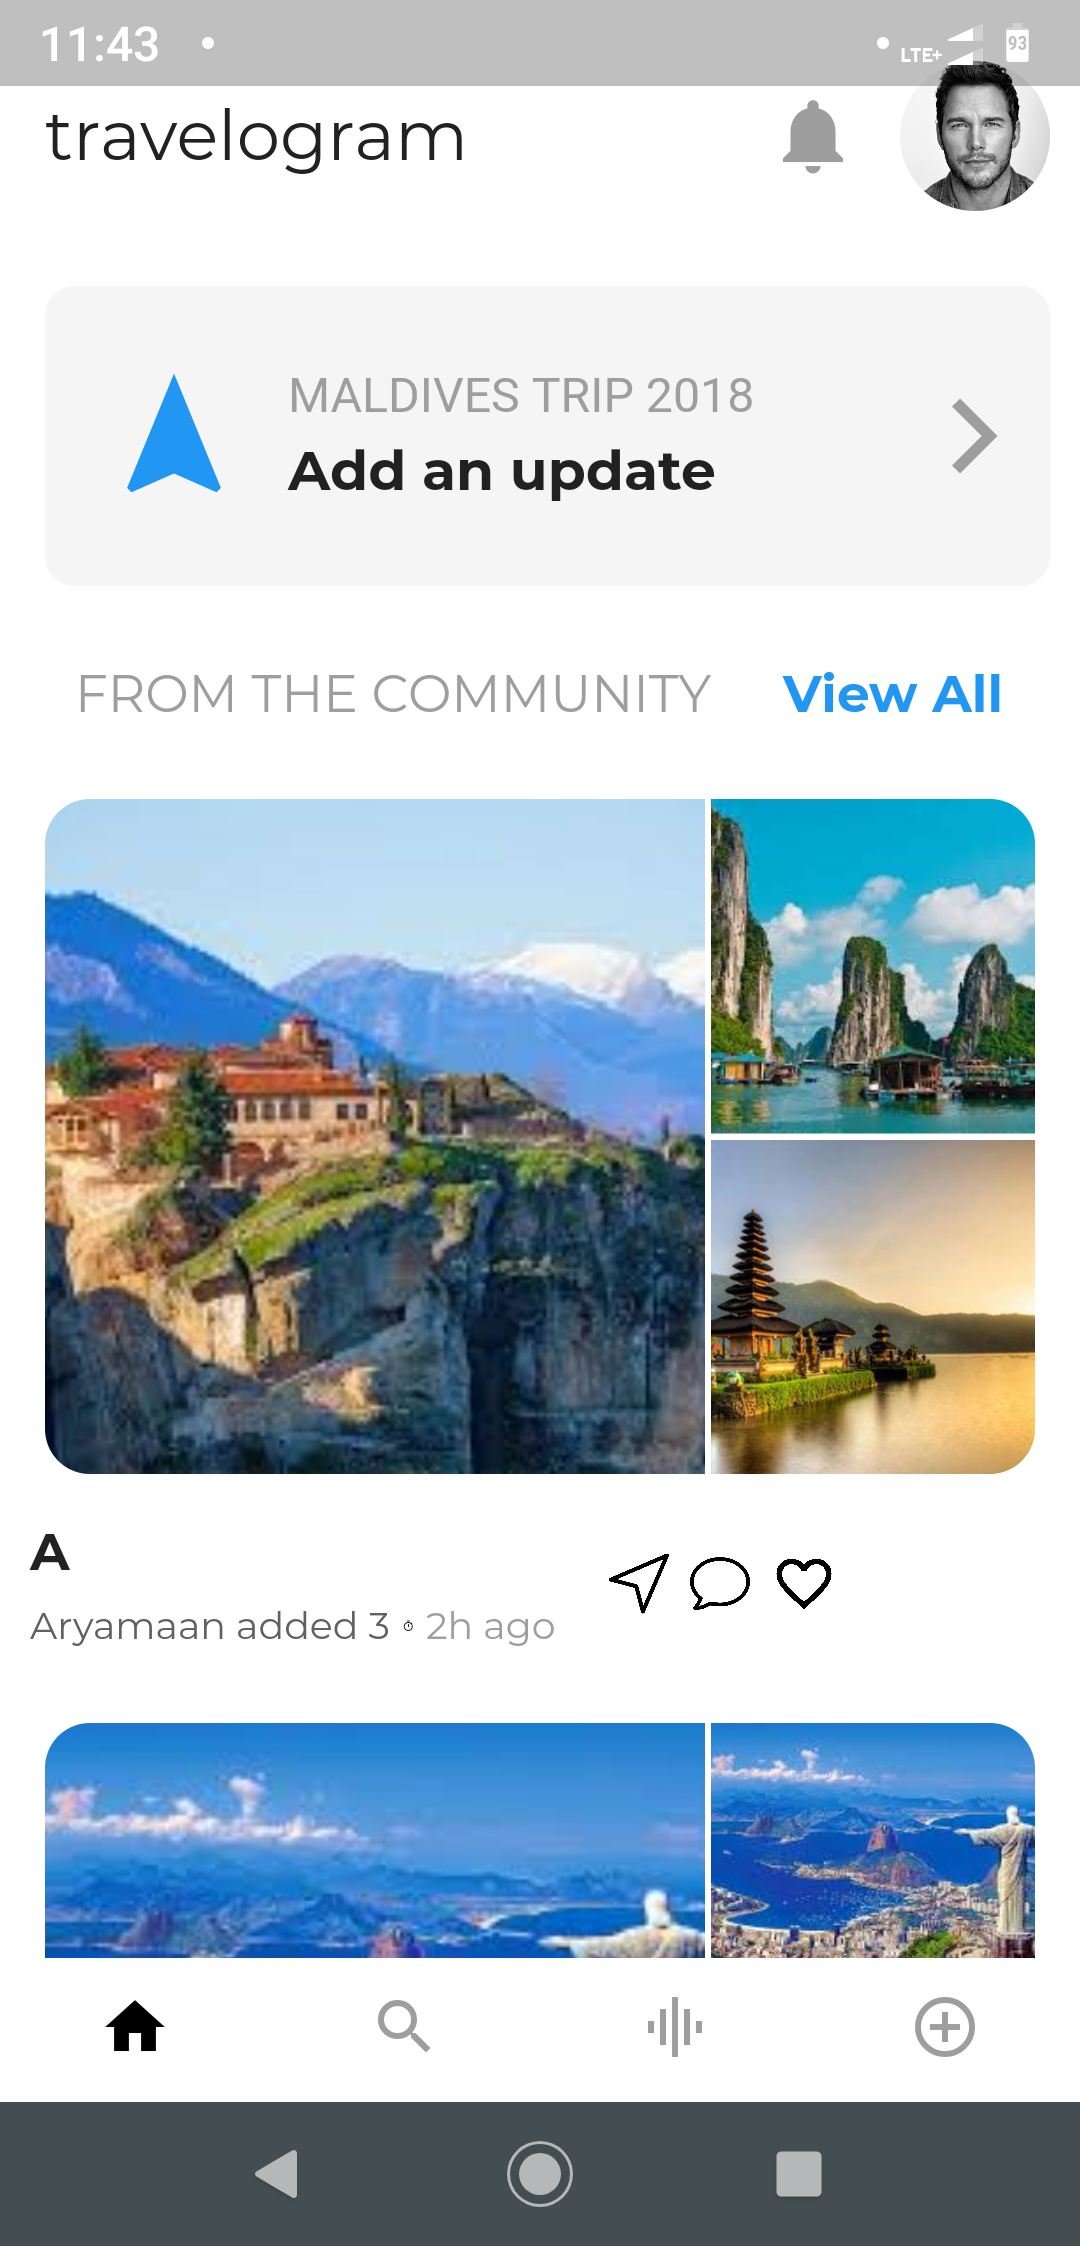 11:43
LTE+ 93
travelogram
MALDIVES TRIP 2018
Add an update
FROM THE COMMUNITY View All
A
Aryamaan added 3 2h ago